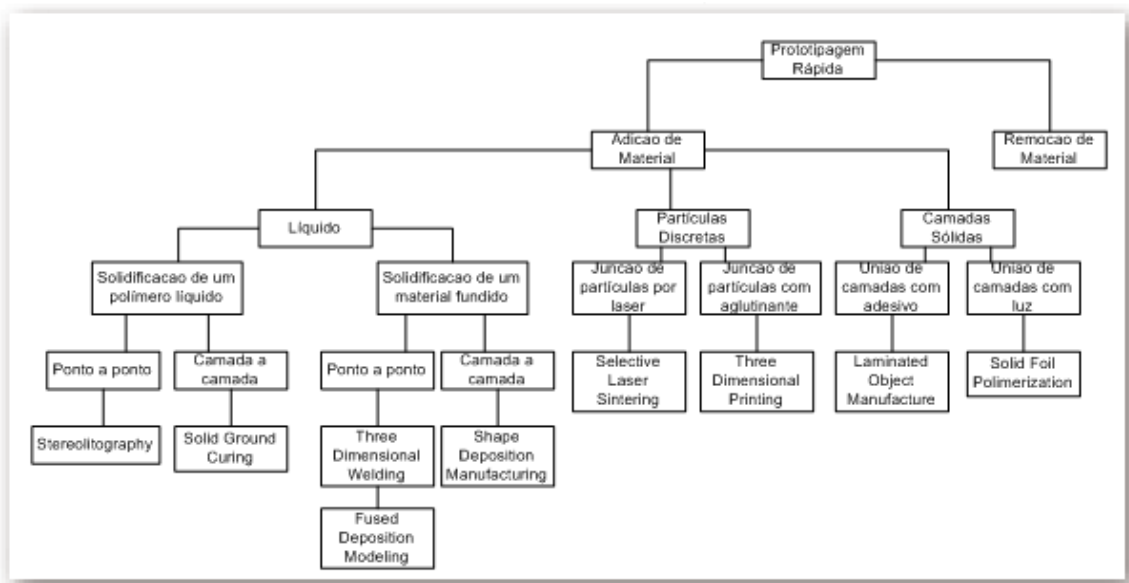 Prototipagem
Rápida
Adicao de
Material
Remocao de
Material
Líquido
Partículas
Discretas
Camadas
Sólidas
Solidificacao de um
polímero líquido
Solidificacao de um
material fundido
Juncao de
partículas por
laser
Juncao de
partículas com
aglutinante
Uniao de
camadas com
adesivo
Uniao de
camadas com
luz
Ponto a ponto
Camada a
camada
Ponto a ponto
Camada a
camada
Selective
Laser
Sintering
Three
Dimensional
Printing
Laminated
Object
Manufacture
Solid Foil
Polimerization
Stereolitography
Solid Ground
Curing
Three
Dimensional
Welding
Shape
Deposition
Manufacturing
Fused
Deposition
Modeling